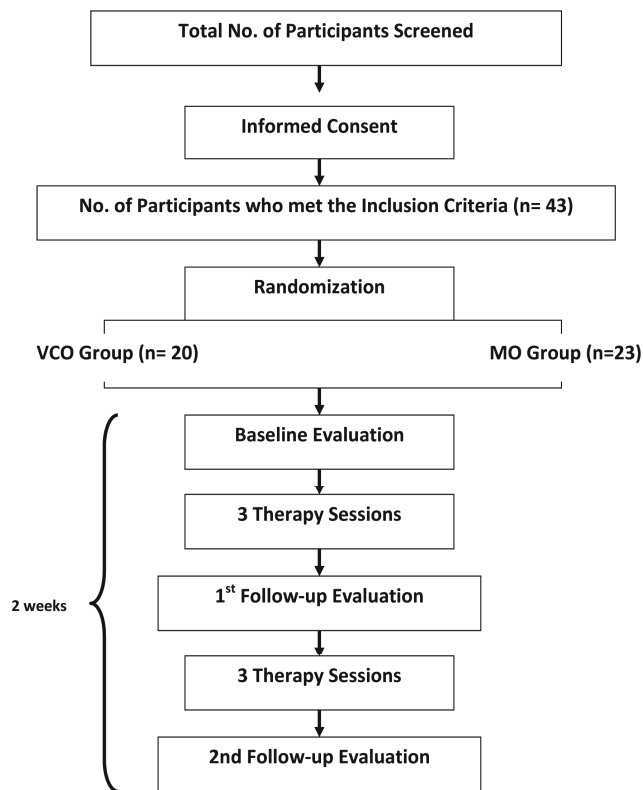 Total No. of Participants Screened
Informed Consent
No. of Participants who met the Inclusion Criteria (n= 43)
Randomization
VCO Group (n= 20)
MO Group (n=23)
Baseline Evaluation
3 Therapy Sessions
1st Follow-up Evaluation
2 weeks
3 Therapy Sessions
2nd Follow-up Evaluation